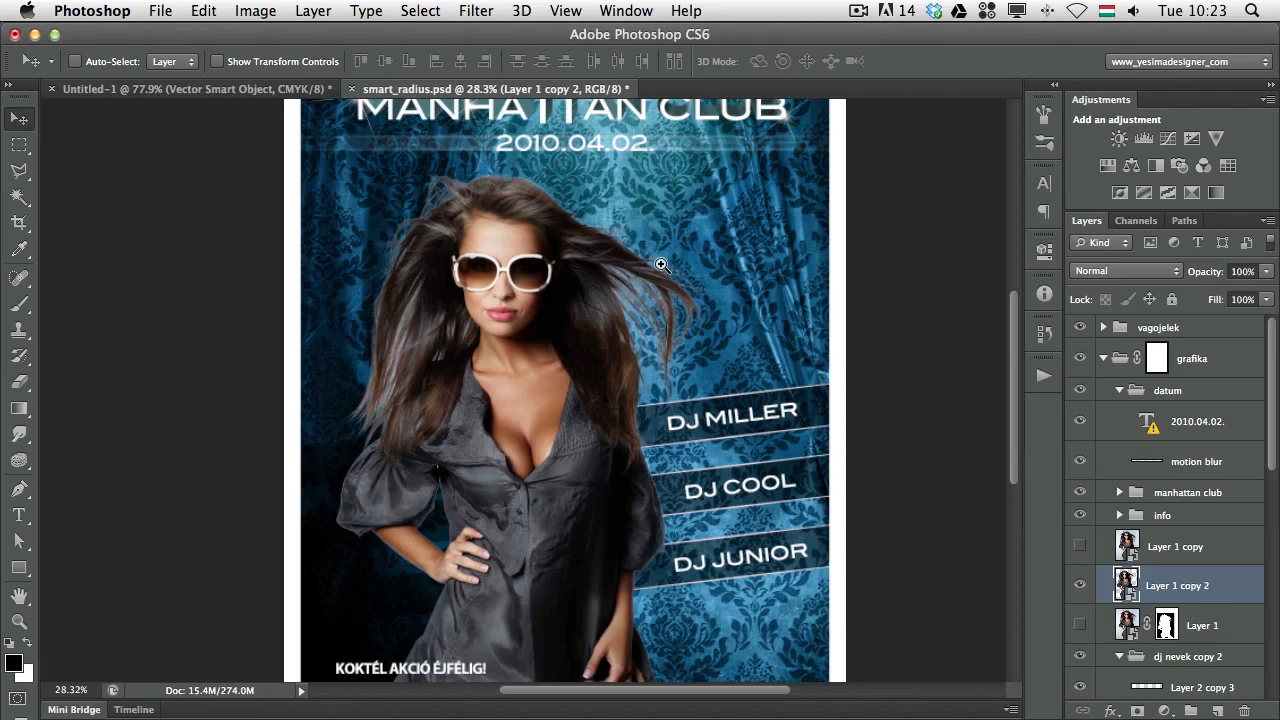 Photoshop File Edit Image Layer Type Select Filter 3D View Window Help 14 Tue 10:23
Adobe Photoshop CS6
Auto-Select: Layer Show Transform Controls 3D Mode: www_yesimadesigner_com
Untitled-1 @ 77.9% (Vector Smart Object, CMYK/8) * smart_radius.psd @ 28.3% (Layer 1 copy 2, RGB/8) *
MANHATTAN CLUB
2010.04.02.
DJ MILLER
DJ COOL
DJ JUNIOR
KOKTÉL AKCIÓ ÉJFÉLIG!
Adjustments
Add an adjustment
Layers Channels Paths
Kind
Normal Opacity: 100%
Lock: Fill: 100%
vagojelek
grafika
datum
2010.04.02.
motion blur
manhattan club
info
Layer 1 copy
Layer 1 copy 2
Layer 1
dj nevek copy 2
Layer 2 copy 3
28.32% Doc: 15.4M/274.0M
Mini Bridge Timeline